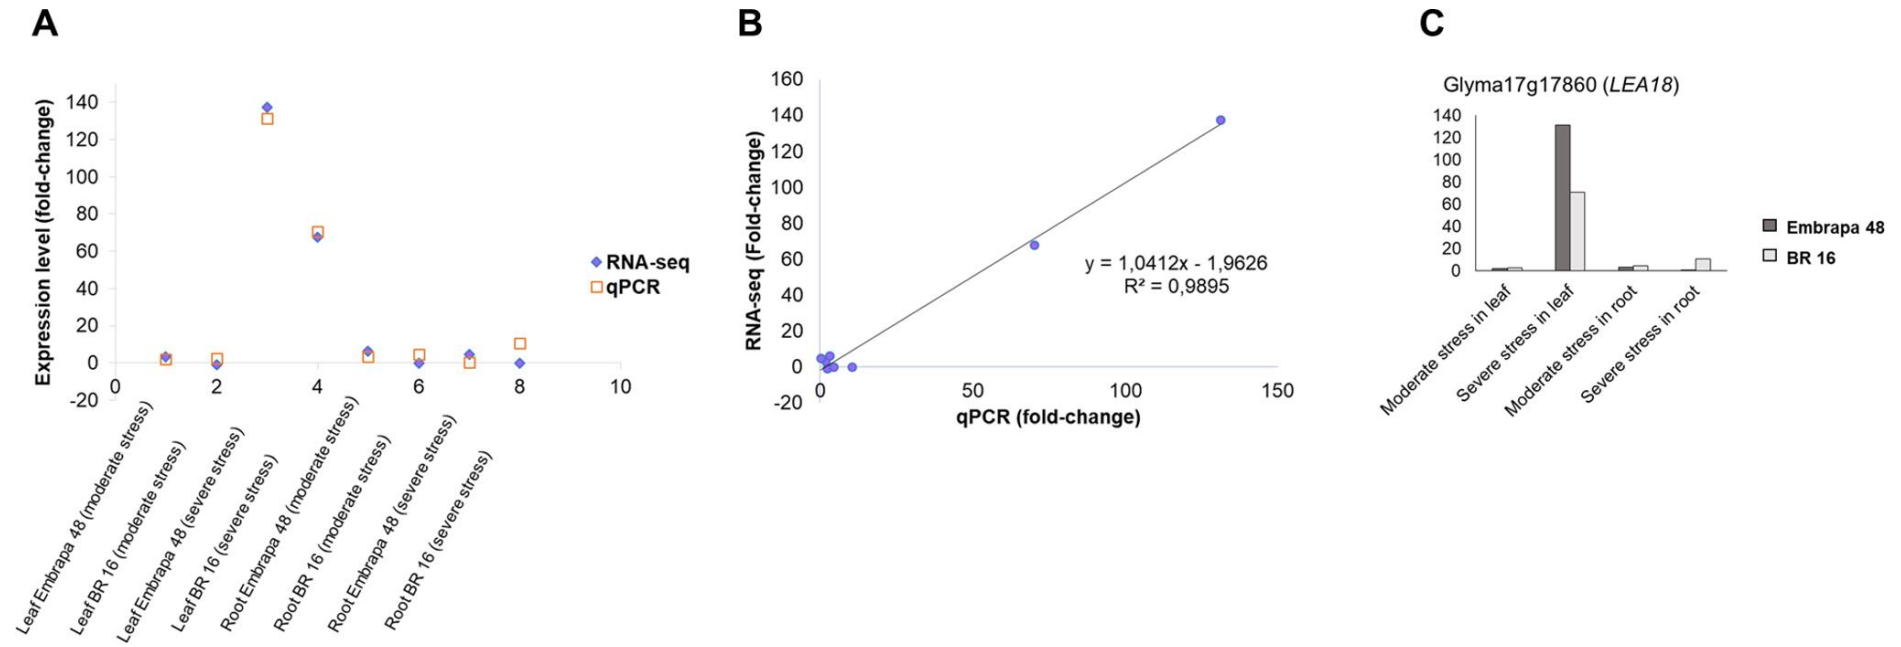 A
Expression level (fold-change)
140
120
100
80
60
40
20
0
-20
0
2
4
6
8
10
Leaf Embrapa 48 (moderate stress)
Leaf BR 16 (moderate stress)
Leaf Embrapa 48 (severe stress)
Leaf BR 16 (severe stress)
Root Embrapa 48 (moderate stress)
Root BR 16 (moderate stress)
Root Embrapa 48 (severe stress)
Root BR 16 (severe stress)
RNA-seq
qPCR
B
RNA-seq (Fold-change)
160
140
120
100
80
60
40
20
0
-20
0
50
100
150
qPCR (fold-change)
y = 1,0412x - 1,9626
R² = 0,9895
C
Glyma17g17860 (LEA18)
140
120
100
80
60
40
20
0
Moderate stress in leaf
Severe stress in leaf
Moderate stress in root
Severe stress in root
Embrapa 48
BR 16